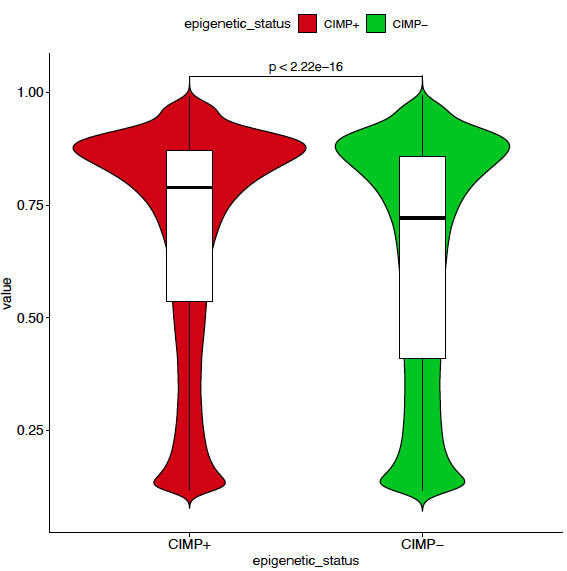 epigenetic_status CIMP+ CIMP−
p < 2.22e−16
1.00
0.75
0.50
0.25
value
CIMP+ CIMP−
epigenetic_status